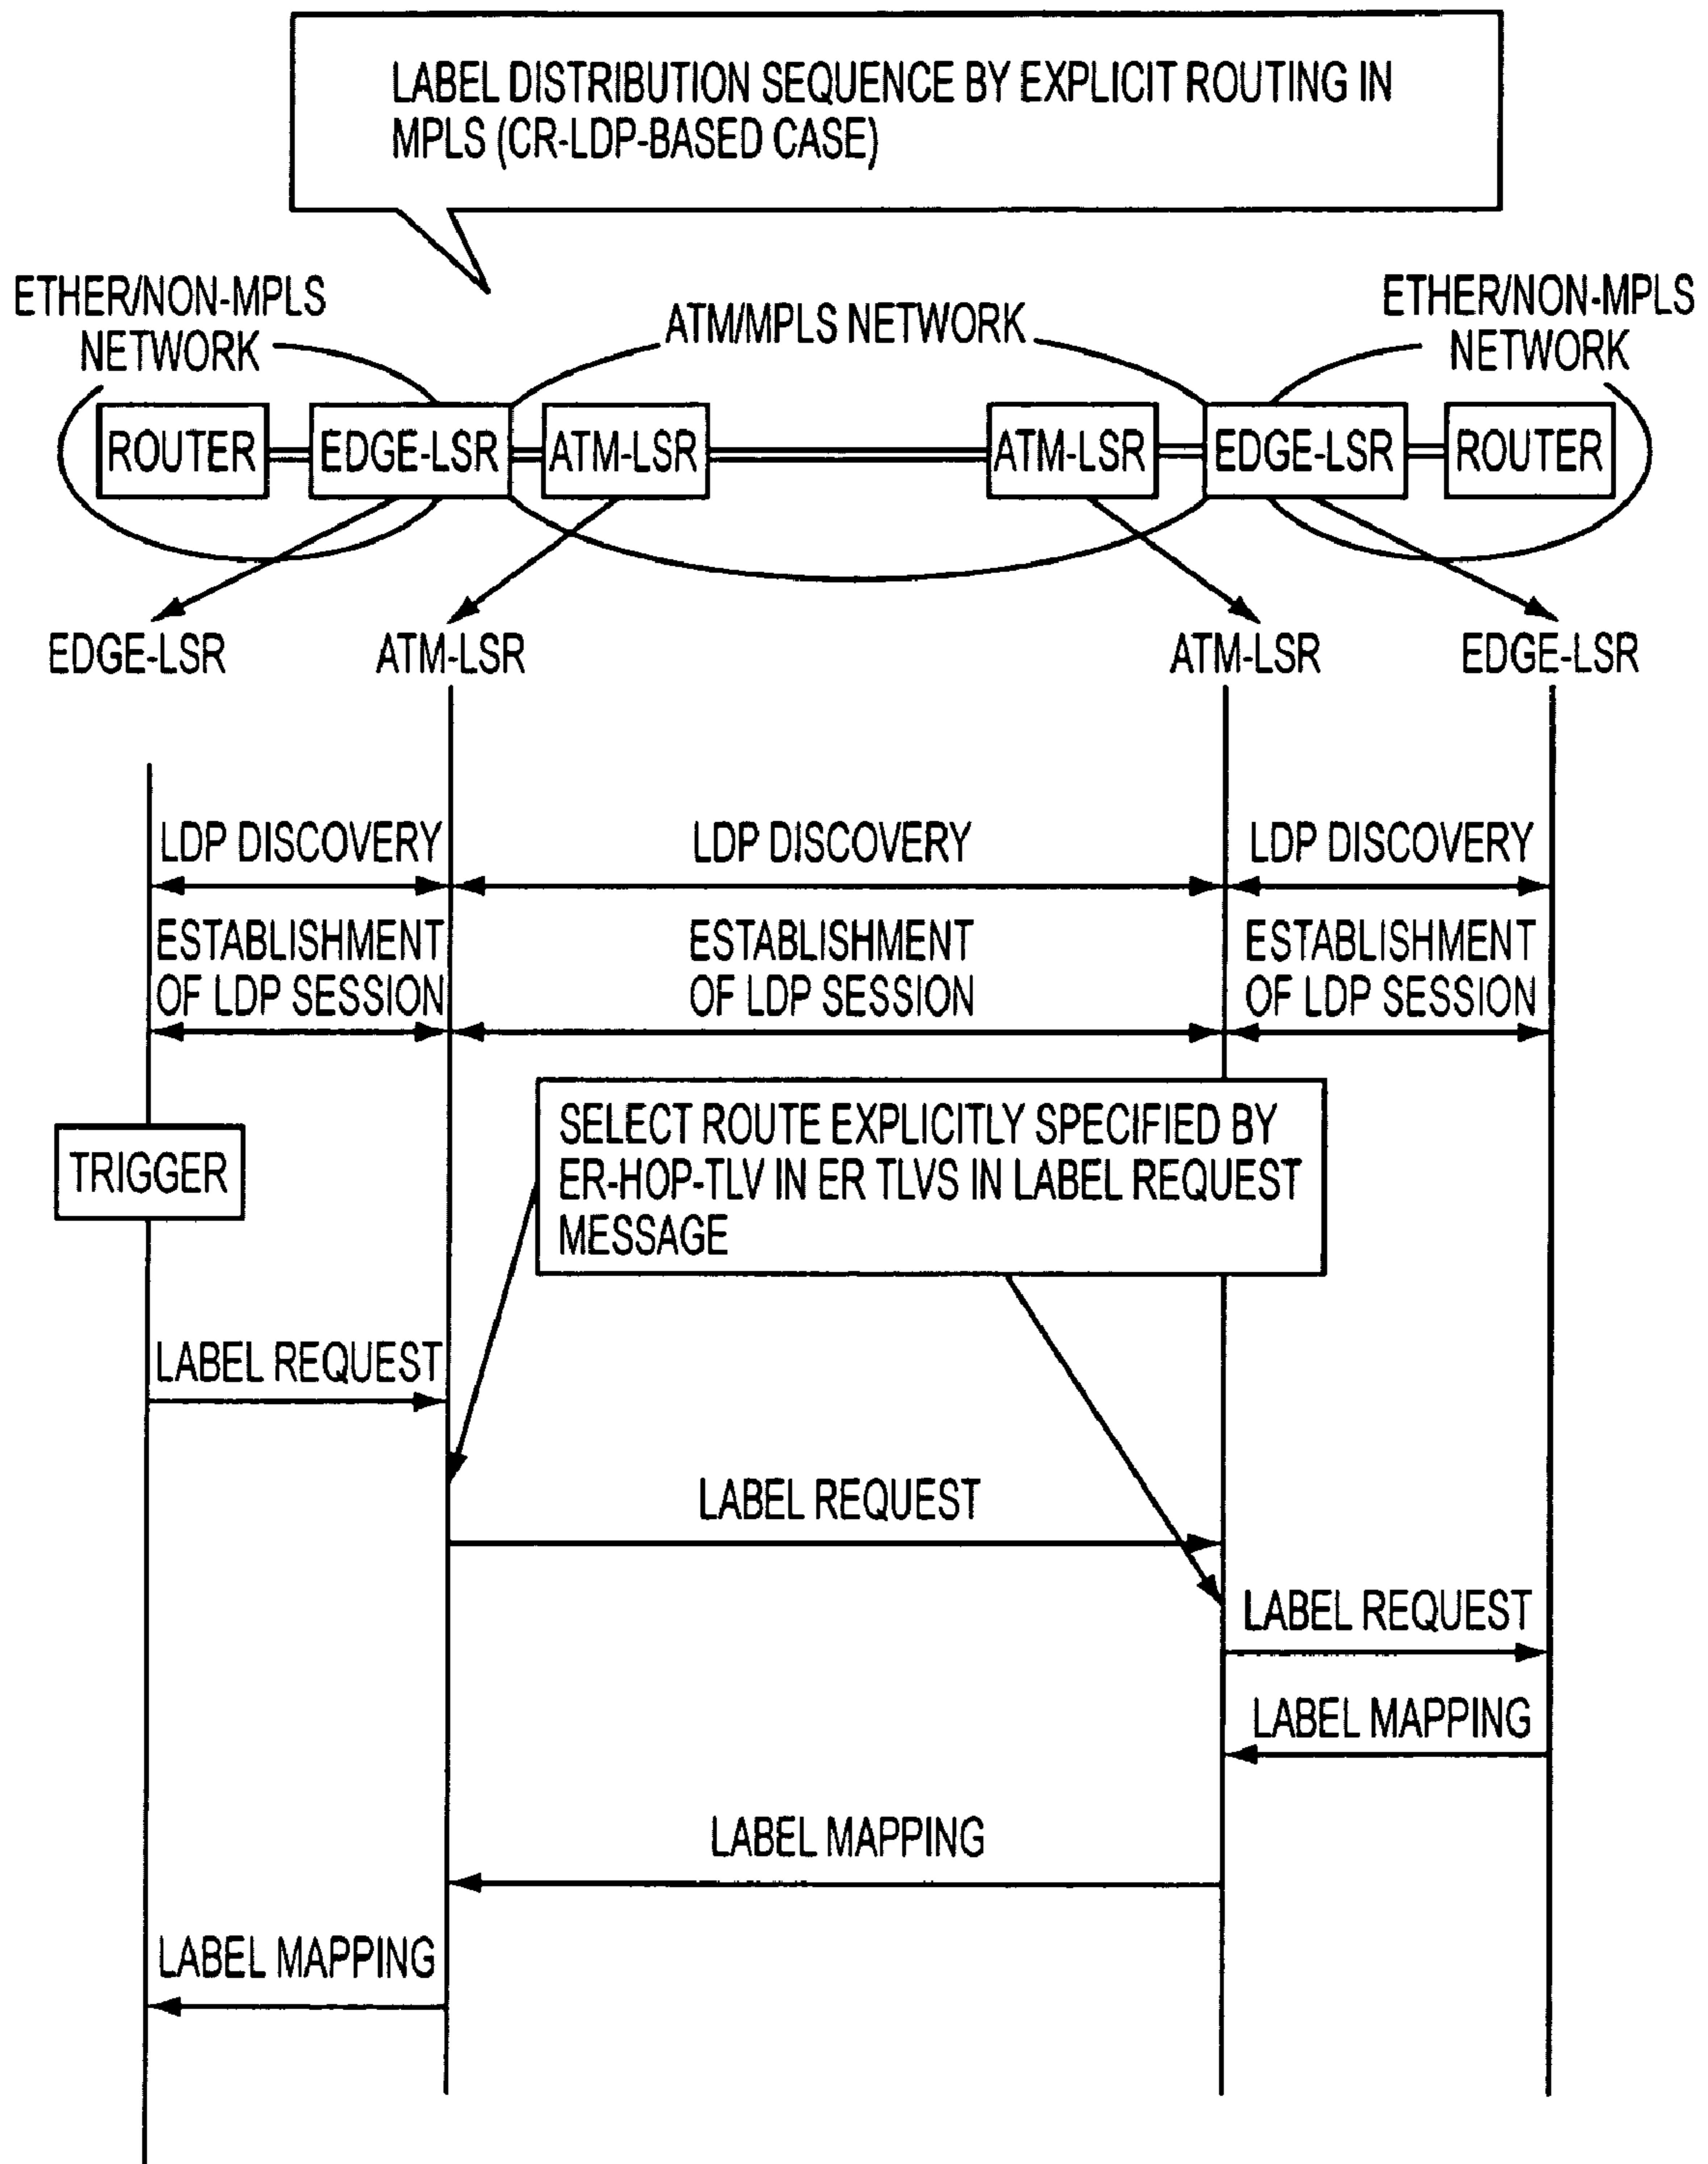 LABEL DISTRIBUTION SEQUENCE BY EXPLICIT ROUTING IN
MPLS (CR-LDP-BASED CASE)
ETHER/NON-MPLS
NETWORK
ATM/MPLS NETWORK
ETHER/NON-MPLS
NETWORK
ROUTER
EDGE-LSR
ATM-LSR
ATM-LSR
EDGE-LSR
ROUTER
EDGE-LSR
ATM-LSR
ATM-LSR
EDGE-LSR
LDP DISCOVERY
LDP DISCOVERY
LDP DISCOVERY
ESTABLISHMENT
OF LDP SESSION
ESTABLISHMENT
OF LDP SESSION
ESTABLISHMENT
OF LDP SESSION
TRIGGER
SELECT ROUTE EXPLICITLY SPECIFIED BY
ER-HOP-TLV IN ER TLVS IN LABEL REQUEST
MESSAGE
LABEL REQUEST
LABEL REQUEST
LABEL REQUEST
LABEL MAPPING
LABEL MAPPING
LABEL MAPPING